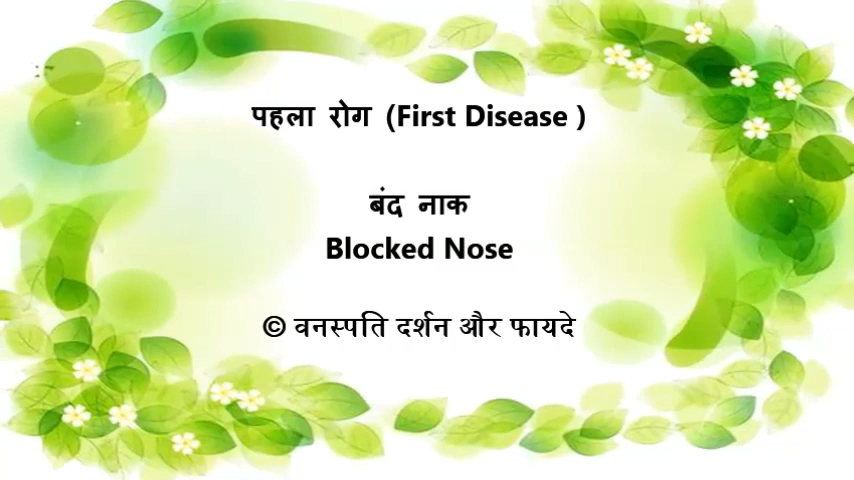 पहला रोग (First Disease )
बंद नाक
Blocked Nose
© वनस्पति दर्शन और फायदे